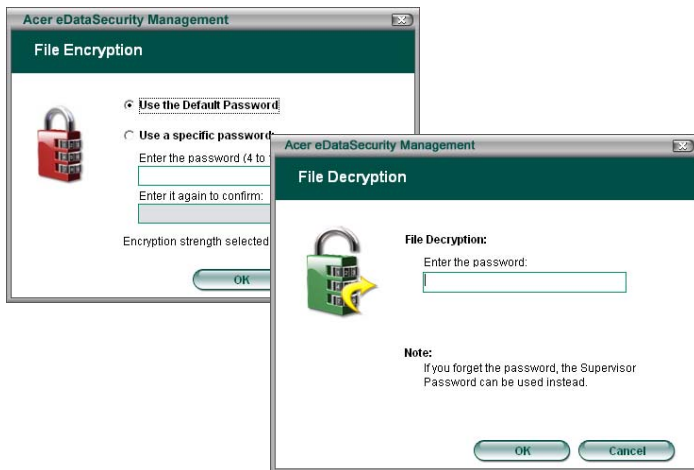 Acer eDataSecurity Management
File Encryption
Use the Default Password
Use a specific password:
Enter the password (4 to
Enter it again to confirm:
Encryption strength selected
OK
Acer eDataSecurity Management
File Decryption
File Decryption:
Enter the password:
Note:
If you forget the password, the Supervisor
Password can be used instead.
OK
Cancel